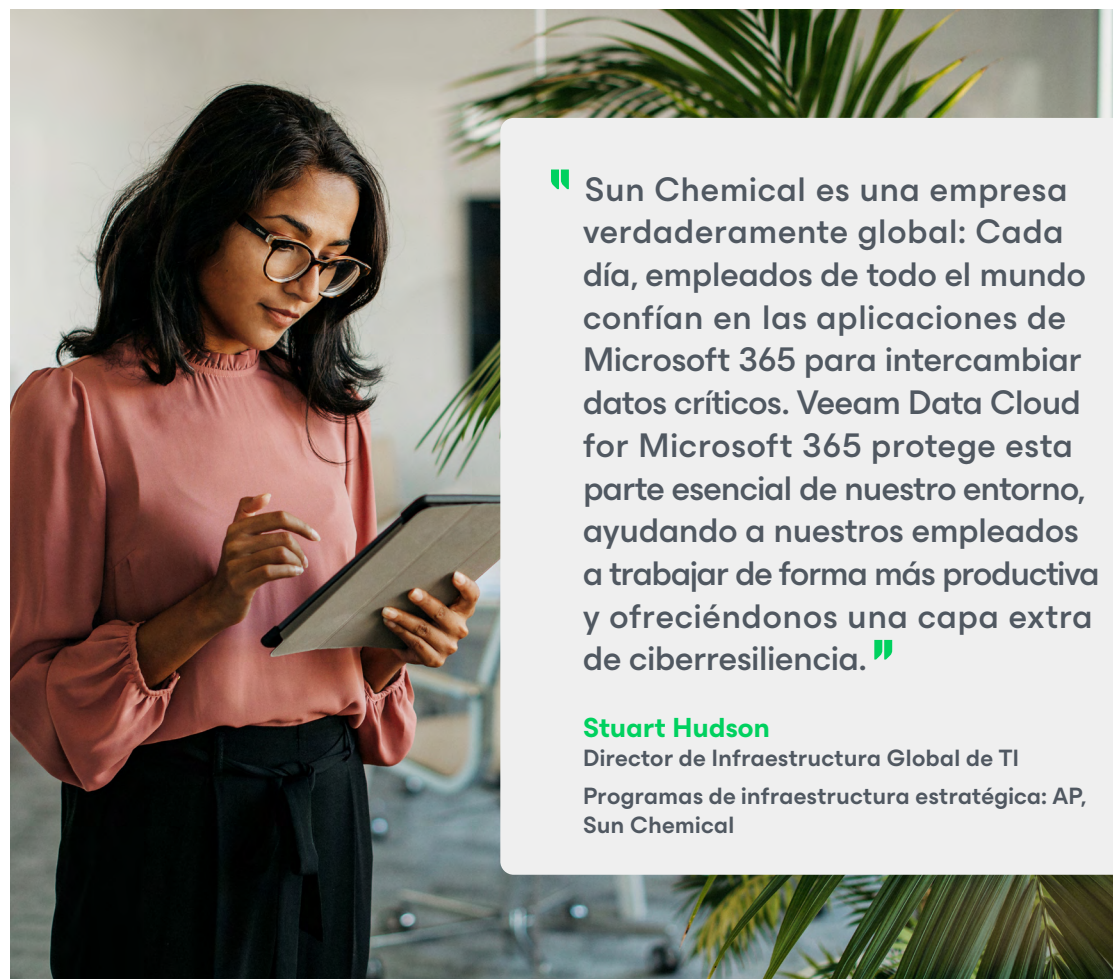 " Sun Chemical es una empresa
verdaderamente global: Cada
día, empleados de todo el mundo
confían en las aplicaciones de
Microsoft 365 para intercambiar
datos críticos. Veeam Data Cloud
for Microsoft 365 protege esta
parte esencial de nuestro entorno,
ayudando a nuestros empleados
a trabajar de forma más productiva
y ofreciéndonos una capa extra
de ciberresiliencia. "
Stuart Hudson
Director de Infraestructura Global de TI
Programas de infraestructura estratégica: AP,
Sun Chemical